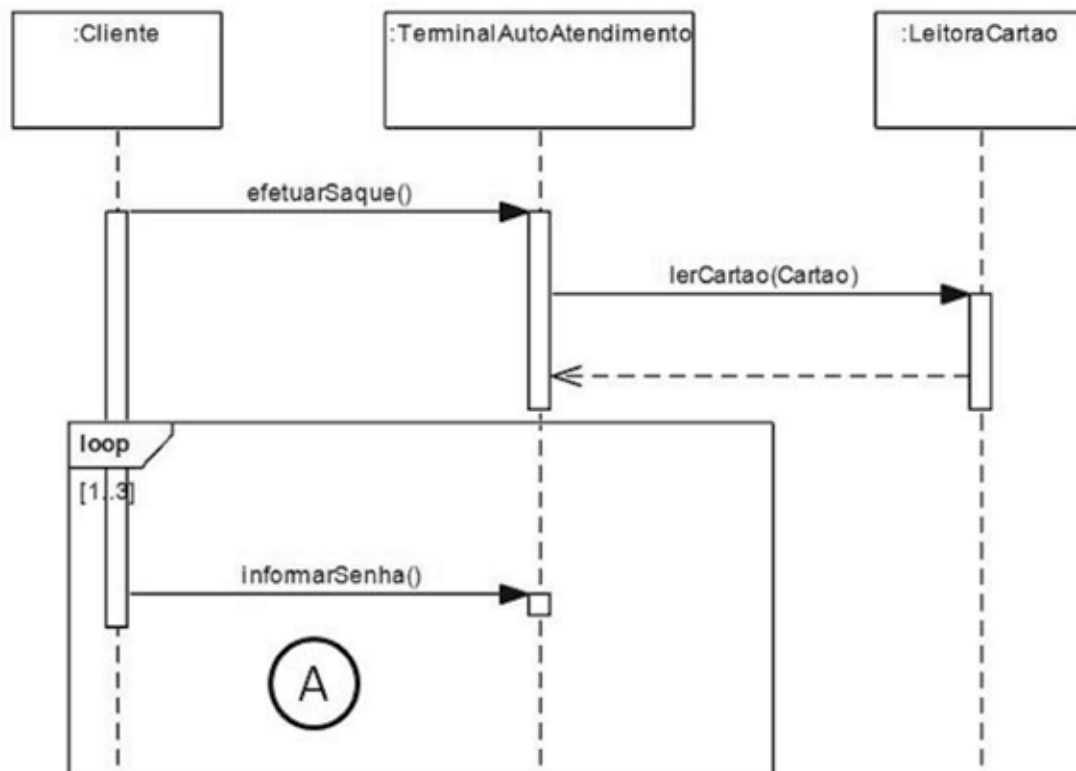 :Cliente
:TerminalAutoAtendimento
:LeitoraCartao
efetuarSaque()
lerCartao(Cartao)
loop
[1..3]
informarSenha()
A